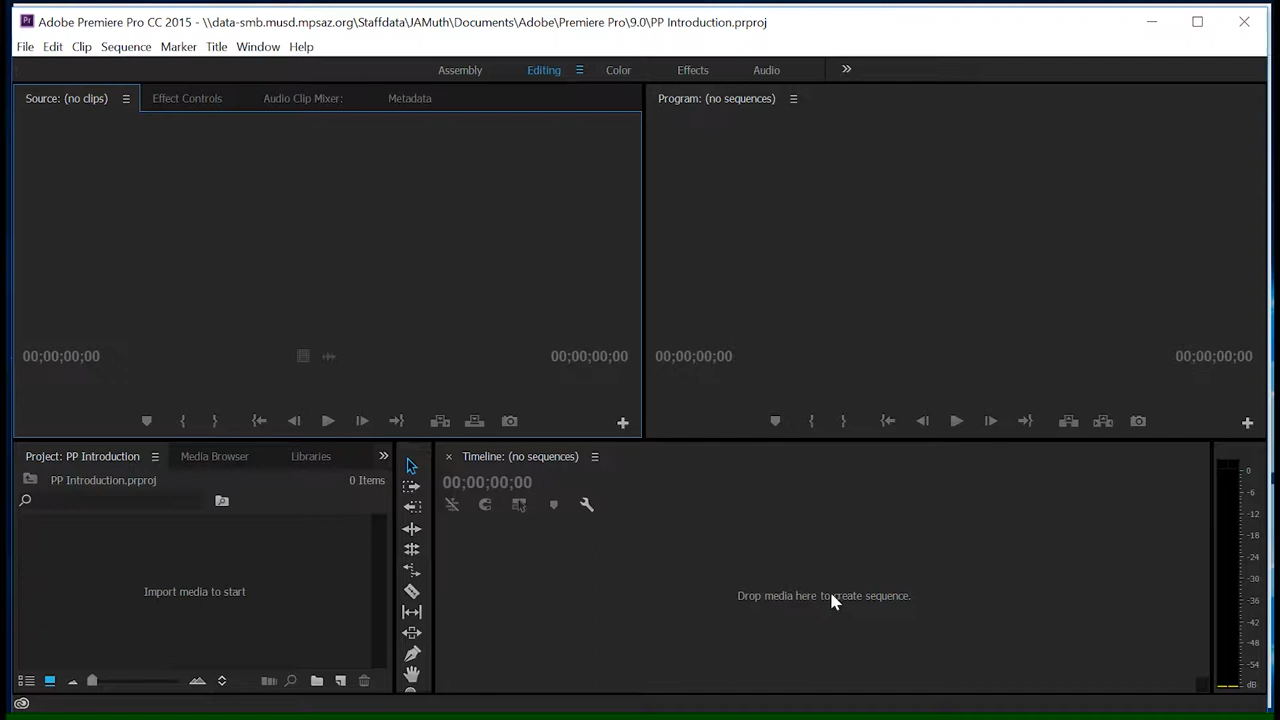 Adobe Premiere Pro CC 2015 - \\data-smb.musd.mpsaz.org\Staffdata\JAMuth\Documents\Adobe\Premiere Pro\9.0\PP Introduction.prproj
File Edit Clip Sequence Marker Title Window Help
Assembly Editing Color Effects Audio
Source: (no clips) Effect Controls Audio Clip Mixer: Metadata
Program: (no sequences)
00;00;00;00 00;00;00;00
00;00;00;00 00;00;00;00
Project: PP Introduction Media Browser Libraries
PP Introduction.prproj 0 Items
Import media to start
Timeline: (no sequences)
00;00;00;00
Drop media here to create sequence.
0
-6
-12
-18
-24
-30
-36
-42
-48
-54
dB